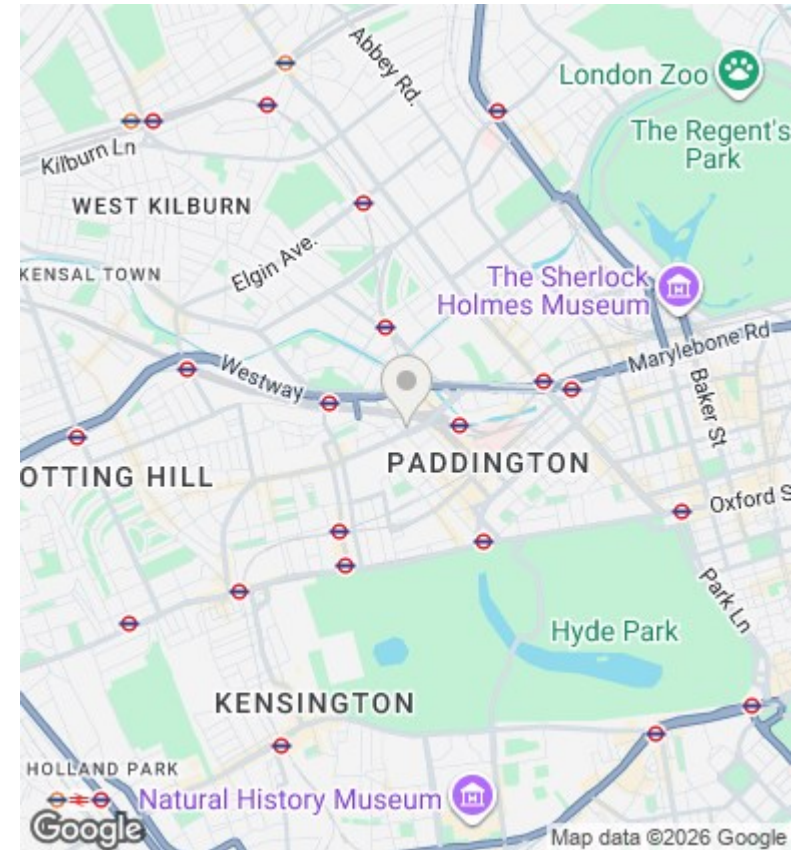 Abbey Rd.
London Zoo
The Regent's
Park
Kilburn Ln
WEST KILBURN
KENSAL TOWN
Elgin Ave.
The Sherlock
Holmes Museum
Marylebone Rd
Westway
Baker St
OTTING HILL
PADDINGTON
Oxford S
Park Ln
Hyde Park
KENSINGTON
HOLLAND PARK
Natural History Museum
Google
Map data ©2026 Google